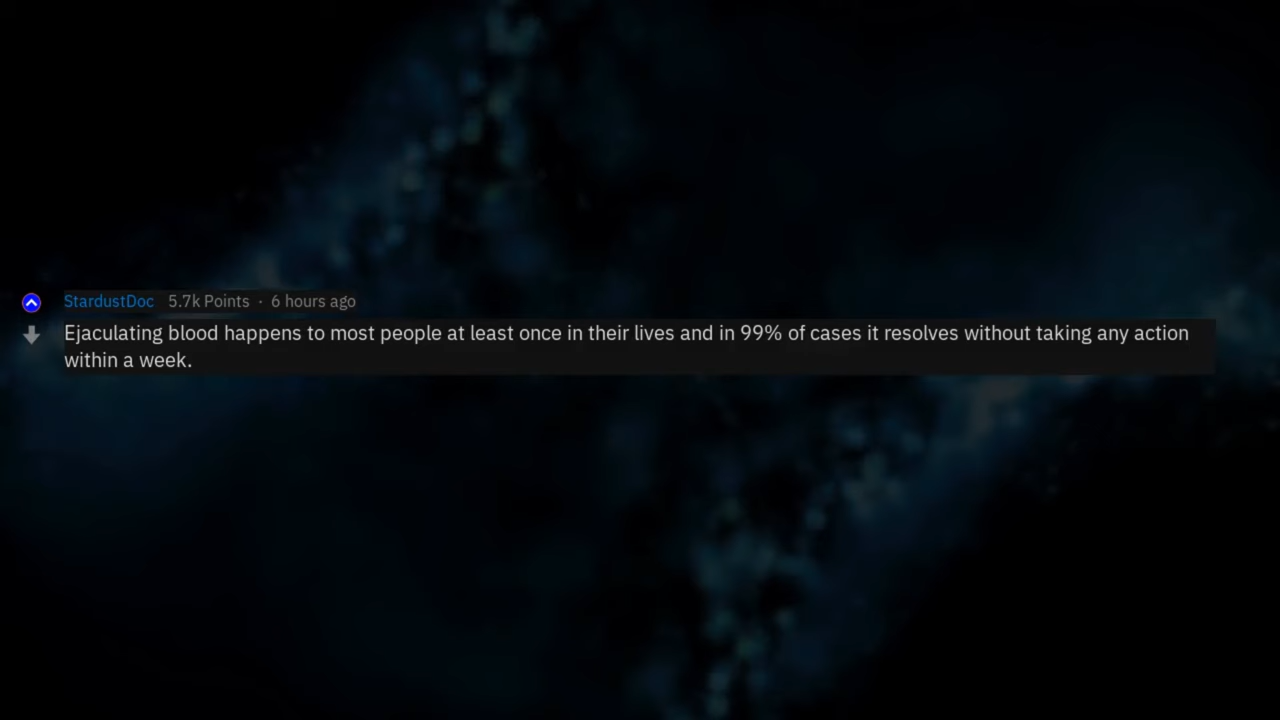 StardustDoc 5.7k Points · 6 hours ago
Ejaculating blood happens to most people at least once in their lives and in 99% of cases it resolves without taking any action
within a week.